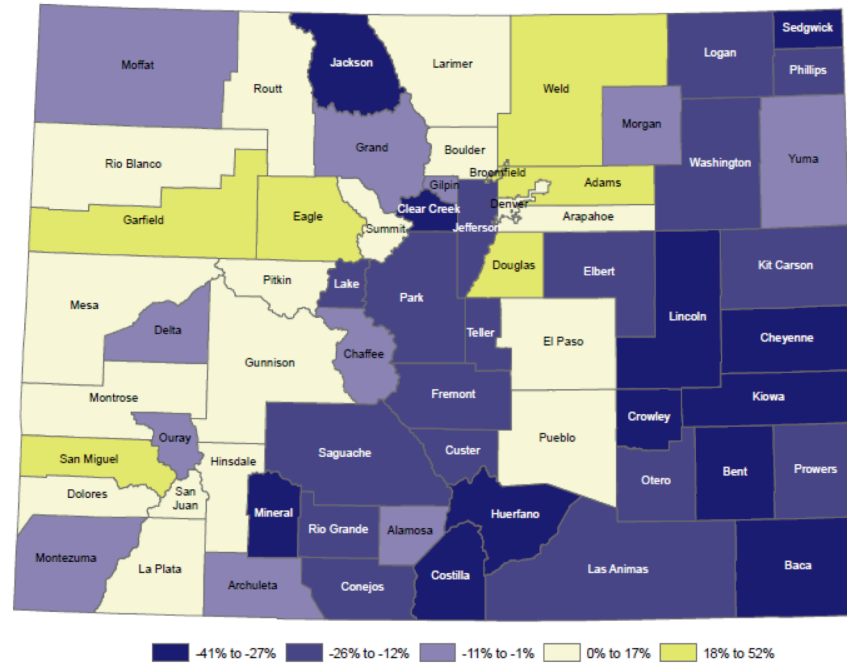 Sedgwick
Logan
Jackson
Larimer
Moffat
Phillips
Routt
Weld
Morgan
Grand
Boulder
Washington
Yuma
Rio Blanco
Broomfield
Gilpin
Adams
Clear Creek
Denver
Garfield
Eagle
Arapahoe
Summit
Jefferson
Kit Carson
Douglas
Elbert
Pitkin
Lake
Park
Mesa
Lincoln
Delta
Teller
Cheyenne
El Paso
Chaffee
Gunnison
Fremont
Montrose
Kiowa
Crowley
Ouray
Pueblo
Custer
Saguache
San Miguel
Hinsdale
Prowers
Otero
Bent
Dolores
San
Juan
Mineral
Huerfano
Rio Grande
Alamosa
Montezuma
La Plata
Las Animas
Baca
Costilla
Archuleta
Conejos
-41% to -27%
-26% to -12%
-11% to -1%
0% to 17%
18% to 52%